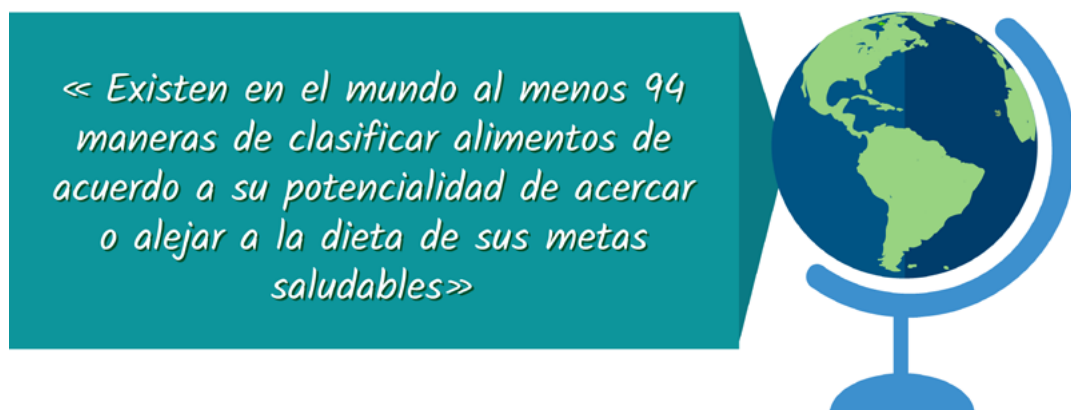 « Existen en el mundo al menos 94
maneras de clasificar alimentos de
acuerdo a su potencialidad de acercar
o alejar a la dieta de sus metas
saludables»